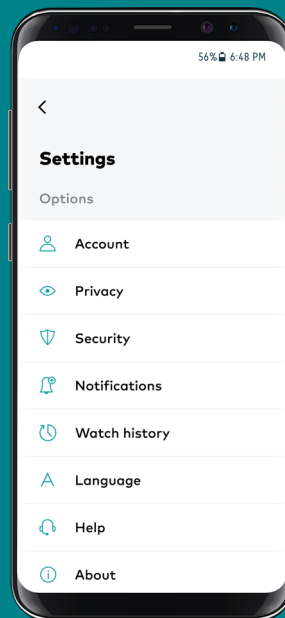 56% 6:48 PM
Settings
Options
Account
Privacy
Security
Notifications
Watch history
Language
Help
About